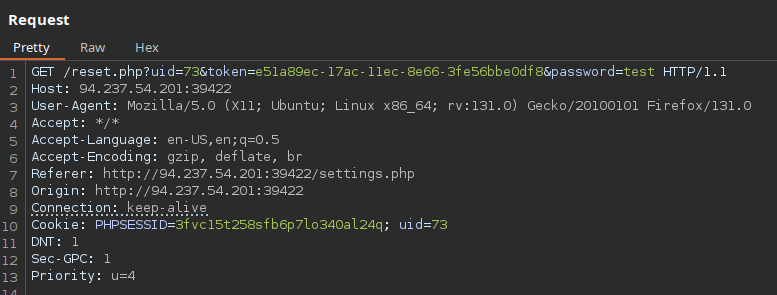 Request
Pretty Raw Hex
1 GET /reset.php?uid=73&token=e51a89ec-17ac-11ec-8e66-3fe56bbe0df8&password=test HTTP/1.1
2 Host: 94.237.54.201:39422
3 User-Agent: Mozilla/5.0 (X11; Ubuntu; Linux x86_64; rv:131.0) Gecko/20100101 Firefox/131.0
4 Accept: */*
5 Accept-Language: en-US,en;q=0.5
6 Accept-Encoding: gzip, deflate, br
7 Referer: http://94.237.54.201:39422/settings.php
8 Origin: http://94.237.54.201:39422
9 Connection: keep-alive
10 Cookie: PHPSESSID=3fvc15t258sfb6p7lo340al24q; uid=73
11 DNT: 1
12 Sec-GPC: 1
13 Priority: u=4
14